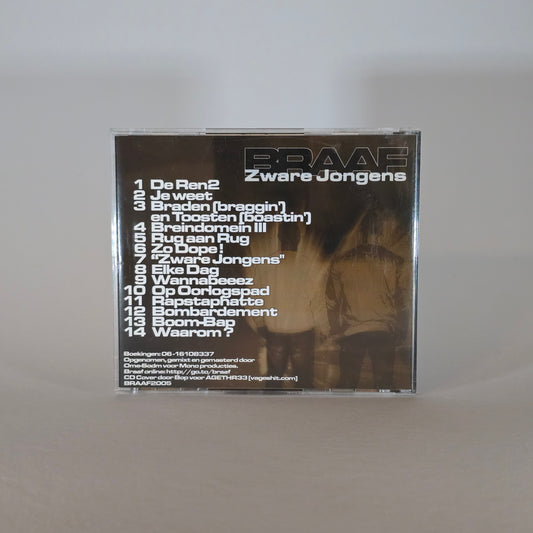 BRAAF
Zware Jongens
1 De Ren2
2 Je weet
3 Braden (braggin')
en Toosten (boastin')
4 Breindomein III
5 Rug aan Rug
6 Zo Dope!
7 "Zware Jongens"
8 Elke Dag
9 Wannabeeez
10 Op Oorlogspad
11 Rapstaphatte
12 Bombardement
13 Boom-Bap
14 Waarom?
Boekingen: 06-16108337
Opgenomen, gemixt en gemasterd door
Oms-Badm voor Mono producties.
Braaf online: http://go.to/braaf
CD Cover door Bop voor AGETHR33 [vageshit.com]
BRAAF2005